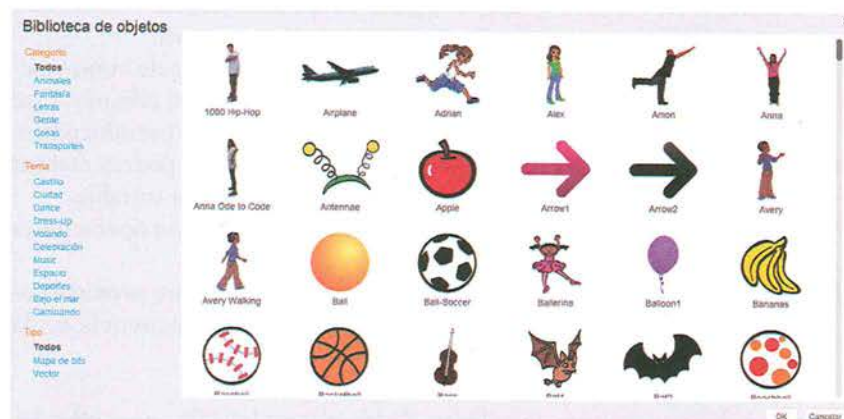 Biblioteca de objetos
Categoría
Todos
Animales
Fantasía
Letras
Gente
Cosas
Transportes
Tema
Castillo
Ciudad
Dance
Dress-Up
Volando
Celebración
Music
Espacio
Deportes
Bajo el mar
Caminando
Tipo
Todos
Mapa de bits
Vector
1080 Hip-Hop
Airplane
Adrian
Alex
Amon
Anna
Anna Ode to Code
Antennae
Apple
Arrow1
Arrow2
Avery
Avery Walking
Ball
Ball-Soccer
Ballerina
Balloon1
Bananas
OK
Cancelar